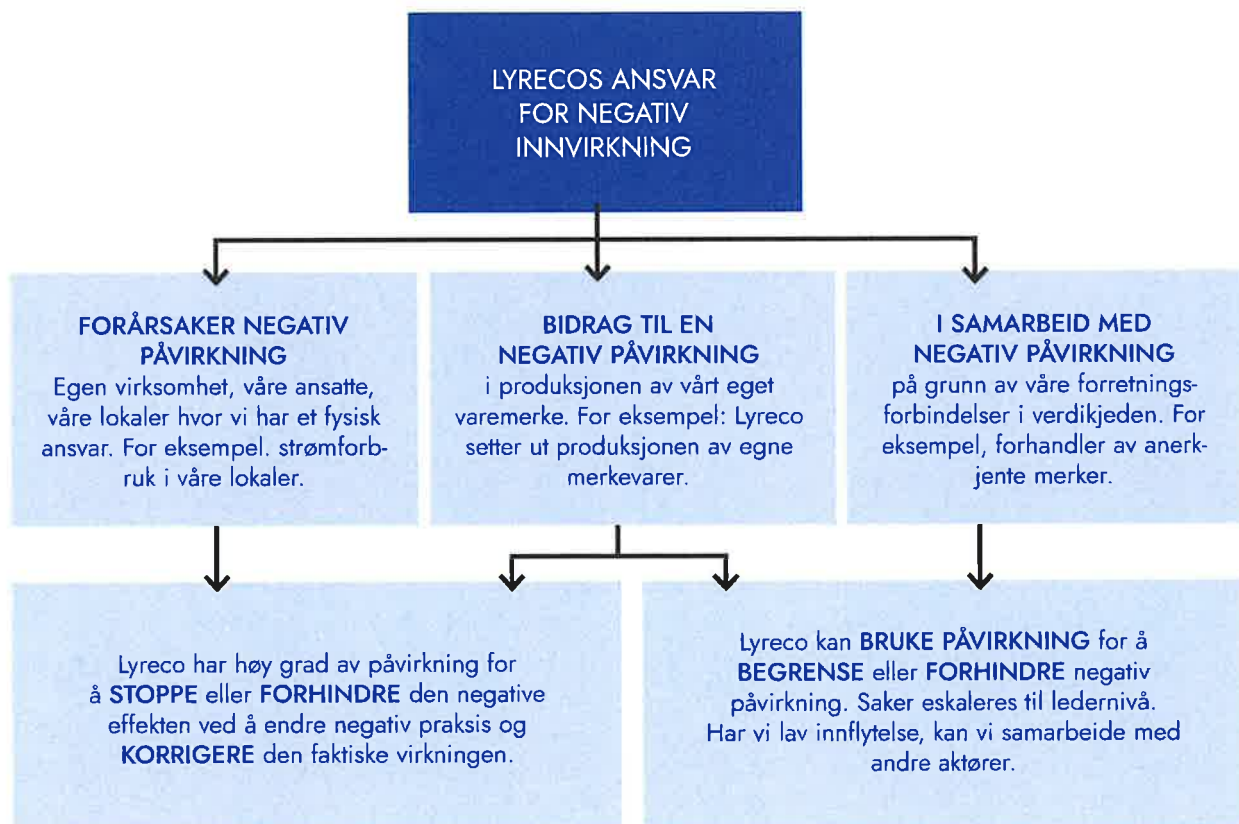 LYRECOS ANSVAR
FOR NEGATIV
INNVIRKNING
FORÅRSAKER NEGATIV
PÅVIRKNING
Egen virksomhet, våre ansatte,
våre lokaler hvor vi har et fysisk
ansvar. For eksempel. strømforb-
ruk i våre lokaler.
BIDRAG TIL EN
NEGATIV PÅVIRKNING
i produksjonen av vårt eget
varemerke. For eksempel: Lyreco
setter ut produksjonen av egne
merkevarer.
I SAMARBEID MED
NEGATIV PÅVIRKNING
på grunn av våre forretnings-
forbindelser i verdikjeden. For
eksempel, forhandler av anerk-
jente merker.
Lyreco har høy grad av påvirkning for
å STOPPE eller FORHINDRE den negative
effekten ved å endre negativ praksis og
KORRIGERE den faktiske virkningen.
Lyreco kan BRUKE PÅVIRKNING for å
BEGRENSE eller FORHINDRE negativ
påvirkning. Saker eskaleres til ledernivå.
Har vi lav innflytelse, kan vi samarbeide med
andre aktører.